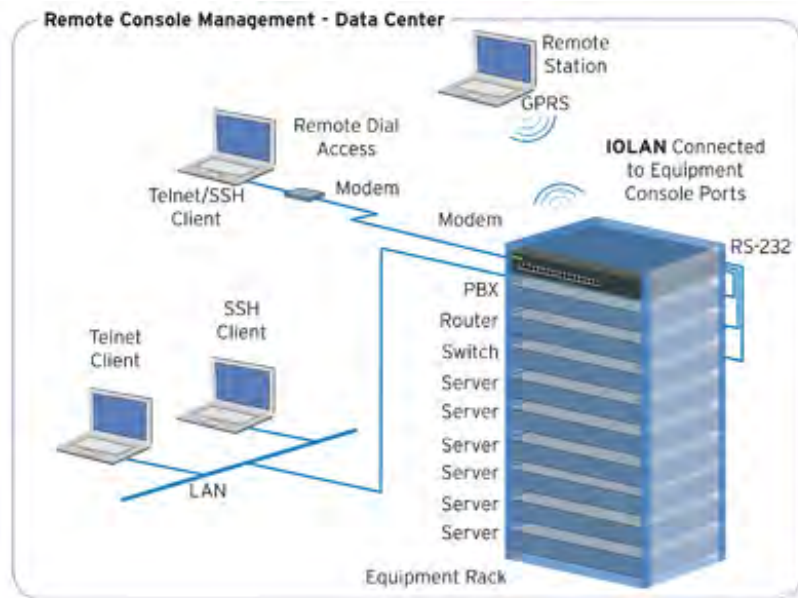 Remote Console Management - Data Center
Remote
Station
GPRS
Remote Dial
Access
Modem
Telnet/SSH
Client
IOLAN Connected
to Equipment
Console Ports
Modem
RS-232
PBX
Router
Switch
Server
Server
Server
Server
Server
Server
Telnet
Client
SSH
Client
LAN
Equipment Rack